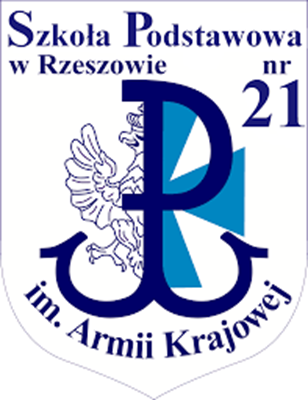 Szkoła Podstawowa
w Rzeszowie nr
21
im. Armii Krajowej